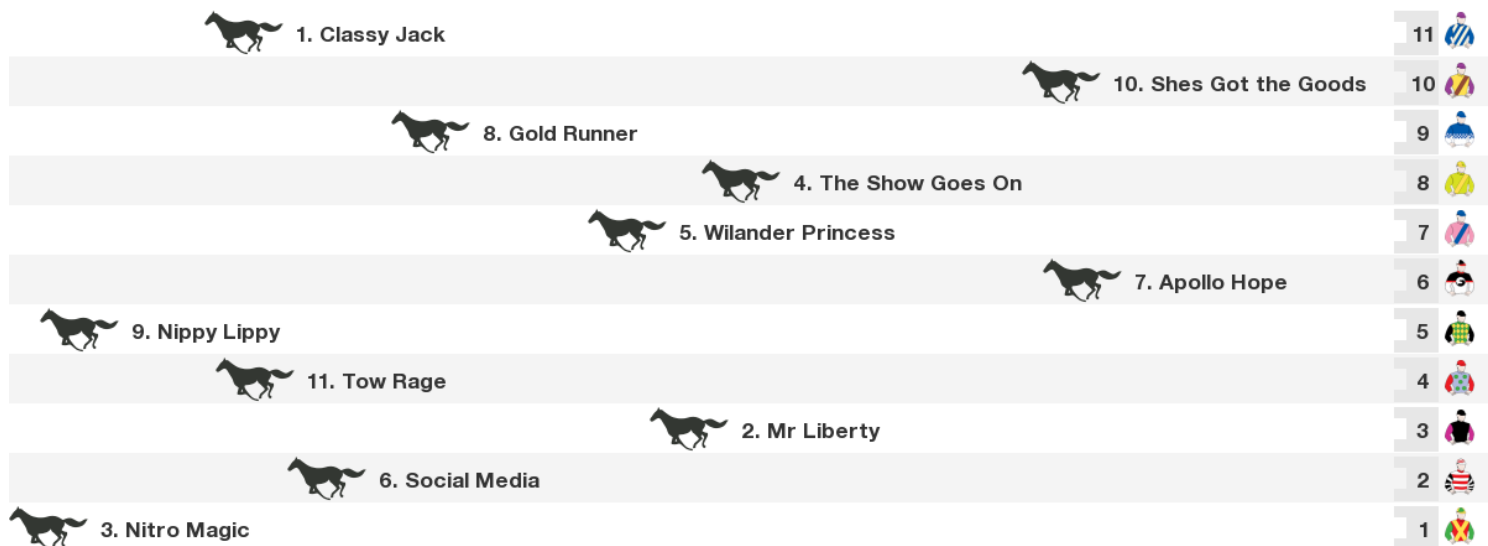 1. Classy Jack 11
10. Shes Got the Goods 10
8. Gold Runner 9
4. The Show Goes On 8
5. Wilander Princess 7
7. Apollo Hope 6
9. Nippy Lippy 5
11. Tow Rage 4
2. Mr Liberty 3
6. Social Media 2
3. Nitro Magic 1